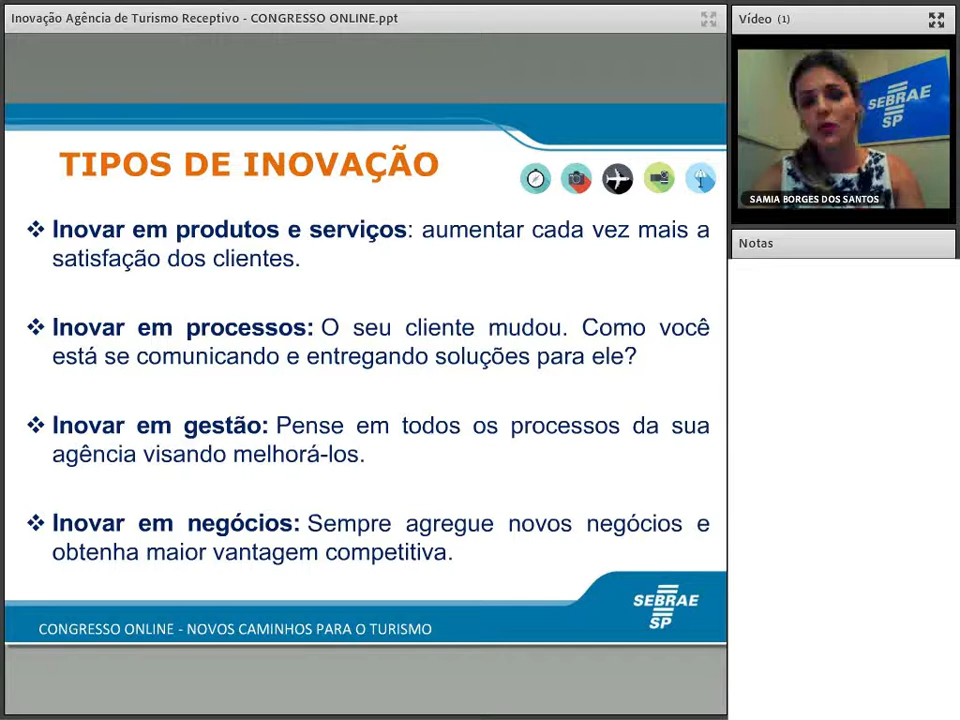 Inovação Agência de Turismo Receptivo - CONGRESSO ONLINE.ppt
TIPOS DE INOVAÇÃO
❖ Inovar em produtos e serviços: aumentar cada vez mais a
satisfação dos clientes.
❖ Inovar em processos: O seu cliente mudou. Como você
está se comunicando e entregando soluções para ele?
❖ Inovar em gestão: Pense em todos os processos da sua
agência visando melhorá-los.
❖ Inovar em negócios: Sempre agregue novos negócios e
obtenha maior vantagem competitiva.
SEBRAE
SP
CONGRESSO ONLINE - NOVOS CAMINHOS PARA O TURISMO
Vídeo (1)
SEBRAE
SP
SAMIA BORGES DOS SANTOS
Notas